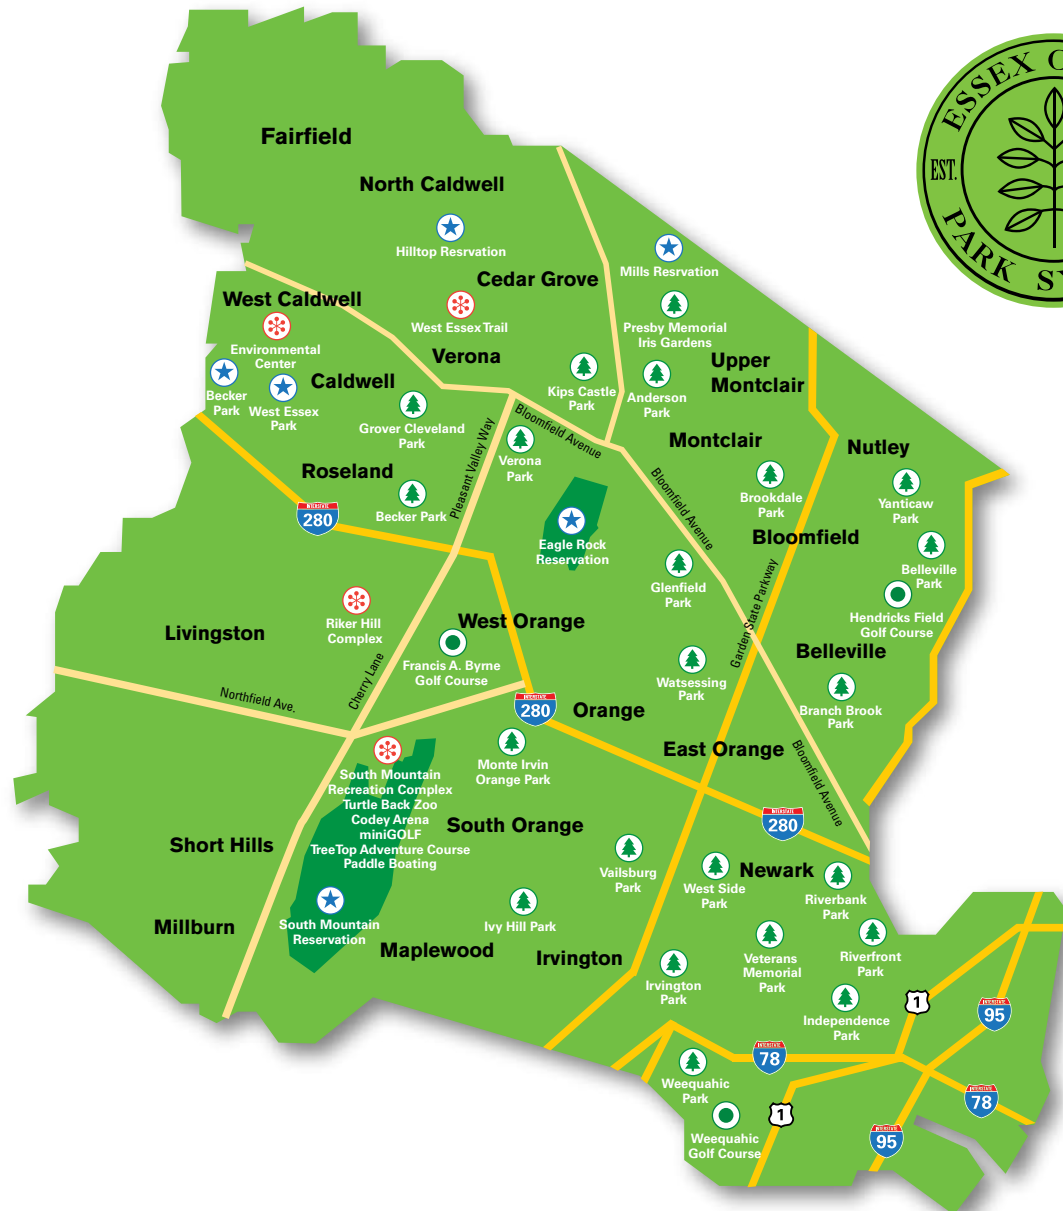 ESSEX C
EST.
PARK SY
Fairfield
North Caldwell
Hilltop Resrvation
Mills Resrvation
Cedar Grove
West Caldwell
West Essex Trail
Presby Memorial
Iris Gardens
Environmental
Center
Verona
Upper
Montclair
Becker
Park
West Essex
Park
Caldwell
Kips Castle
Park
Anderson
Park
Grover Cleveland
Park
Pleasant Valley Way
Bloomfield Avenue
Verona
Park
Montclair
Nutley
Roseland
Becker Park
INTERSTATE
280
Bloomfield Avenue
Brookdale
Park
Yanticaw
Park
Eagle Rock
Reservation
Bloomfield
Belleville
Park
Glenfield
Park
Garden State Parkway
Hendricks Field
Golf Course
Riker Hill
Complex
Livingston
West Orange
Francis A. Byrne
Golf Course
Belleville
Watsessing
Park
Branch Brook
Park
Northfield Ave.
Cherry Lane
INTERSTATE
280
Orange
East Orange
Bloomfield Avenue
Monte Irvin
Orange Park
South Mountain
Recreation Complex
Turtle Back Zoo
Codey Arena
miniGOLF
TreeTop Adventure Course
Paddle Boating
South Orange
INTERSTATE
280
Short Hills
Vailsburg
Park
West Side
Park
Newark
Riverbank
Park
Millburn
South Mountain
Reservation
Ivy Hill Park
Maplewood
Irvington
Irvington
Park
Veterans
Memorial
Park
Riverfront
Park
Independence
Park
1
INTERSTATE
95
INTERSTATE
78
Weequahic
Park
INTERSTATE
78
1
Weequahic
Golf Course
INTERSTATE
95